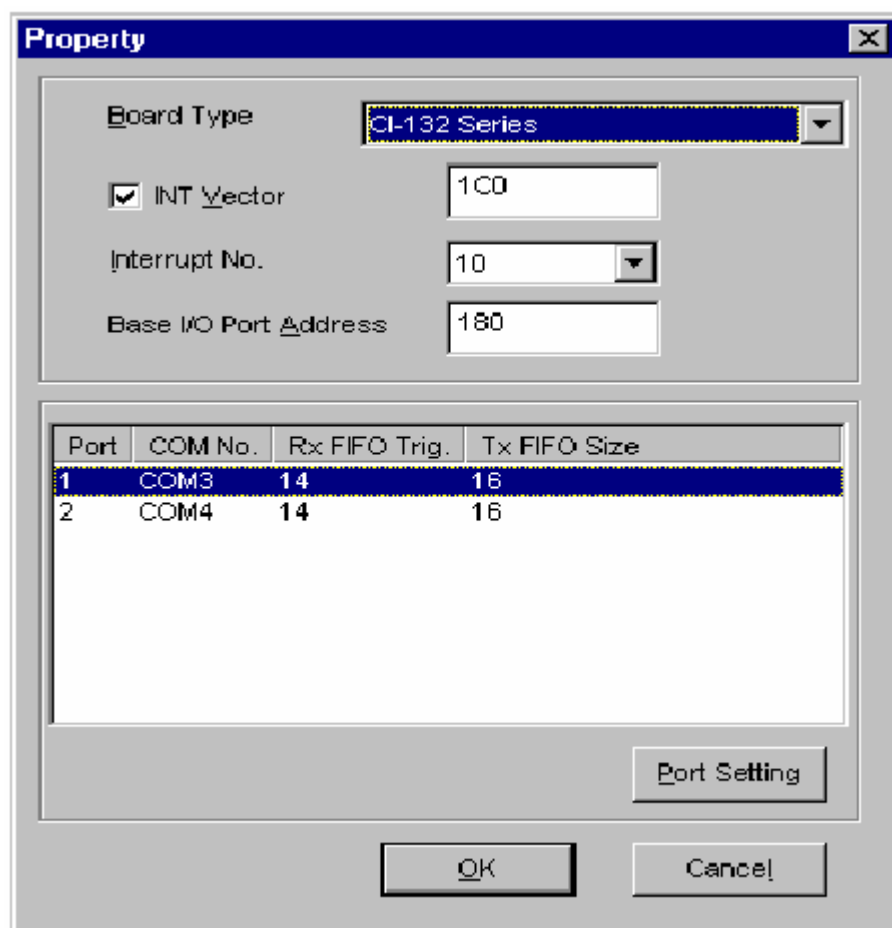 Property
Board Type CI-132 Series
INT Vector 1C0
Interrupt No. 10
Base I/O Port Address 180
Port COM No. Rx FIFO Trig. Tx FIFO Size
1 COM3 14 16
2 COM4 14 16
Port Setting
OK Cancel